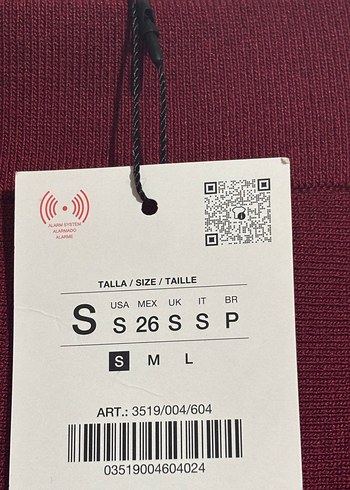 ALARM SYSTEM
ALARMADO
ALARME
TALLA / SIZE / TAILLE
USA MEX UK IT BR
S S 26 S S P
S M L
ART.: 3519/004/604
03519004604024